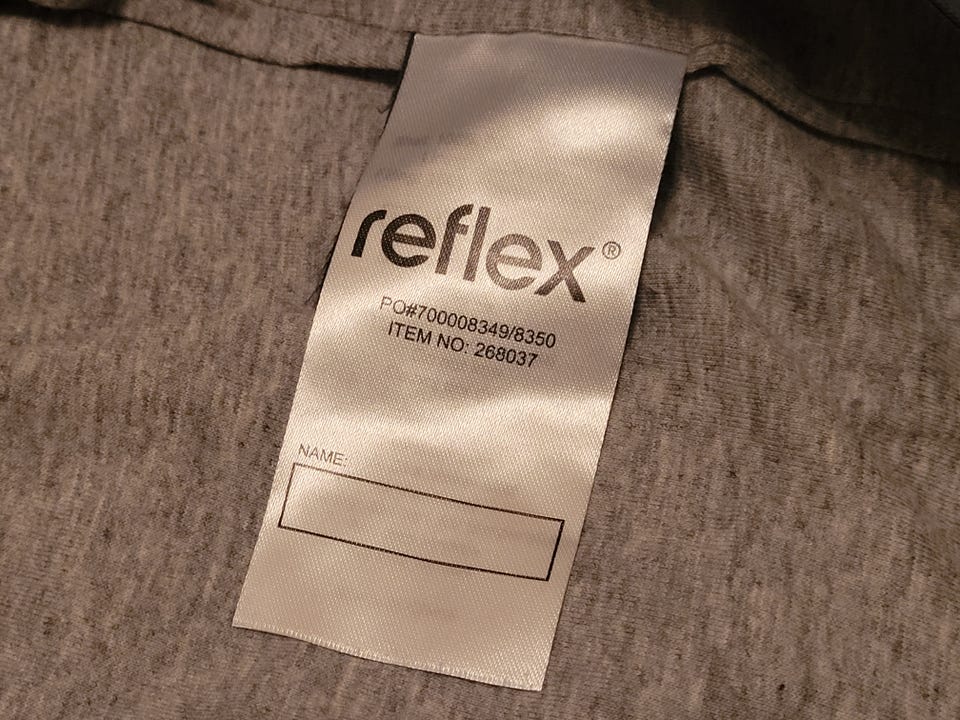 reflex®
PO#700008349/8350
ITEM NO: 268037
NAME: